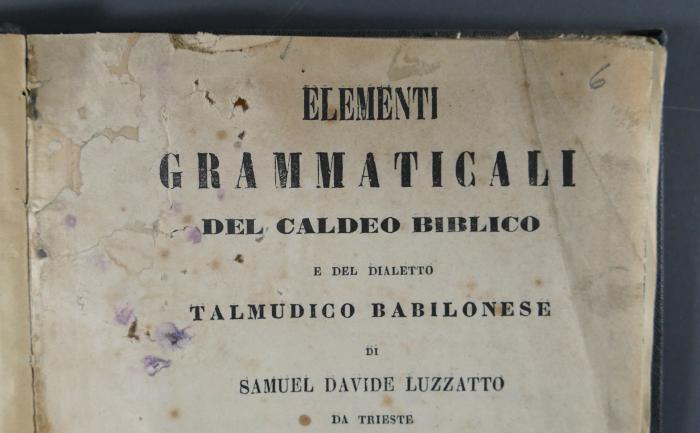 6
ELEMENTI
GRAMMATICALI
DEL CALDEO BIBLICO
E DEL DIALETTO
TALMUDICO BABILONESE
DI
SAMUEL DAVIDE LUZZATTO
DA TRIESTE